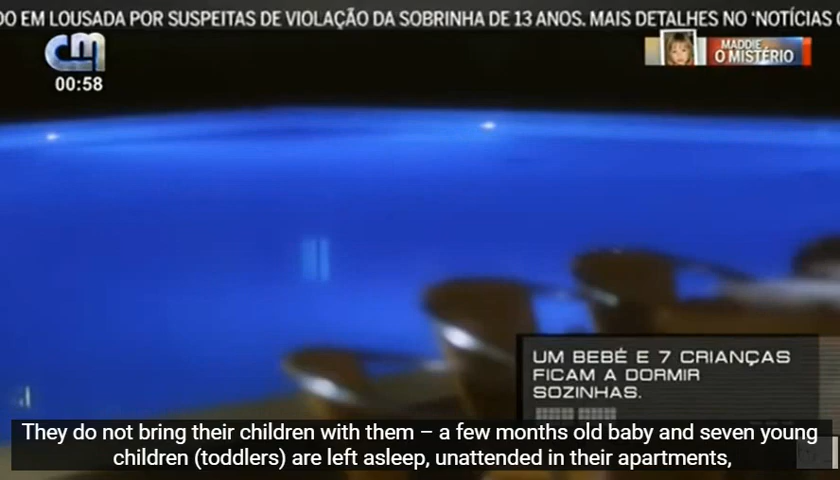 DO EM LOUSADA POR SUSPEITAS DE VIOLAÇÃO DA SOBRINHA DE 13 ANOS. MAIS DETALHES NO 'NOTÍCIAS
cm
00:58
MADDIE
O MISTÉRIO
UM BEBÉ E 7 CRIANÇAS
FICAM A DORMIR
SOZINHAS.
They do not bring their children with them – a few months old baby and seven young
children (toddlers) are left asleep, unattended in their apartments,